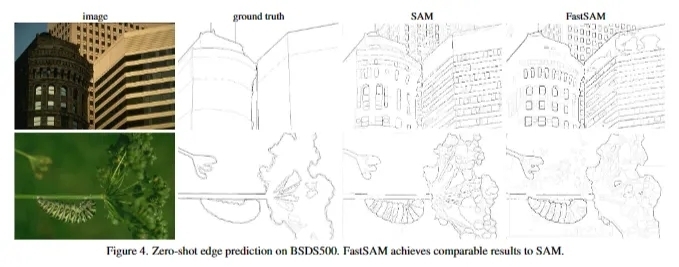 image ground truth SAM FastSAM
Figure 4. Zero-shot edge prediction on BSDS500. FastSAM achieves comparable results to SAM.